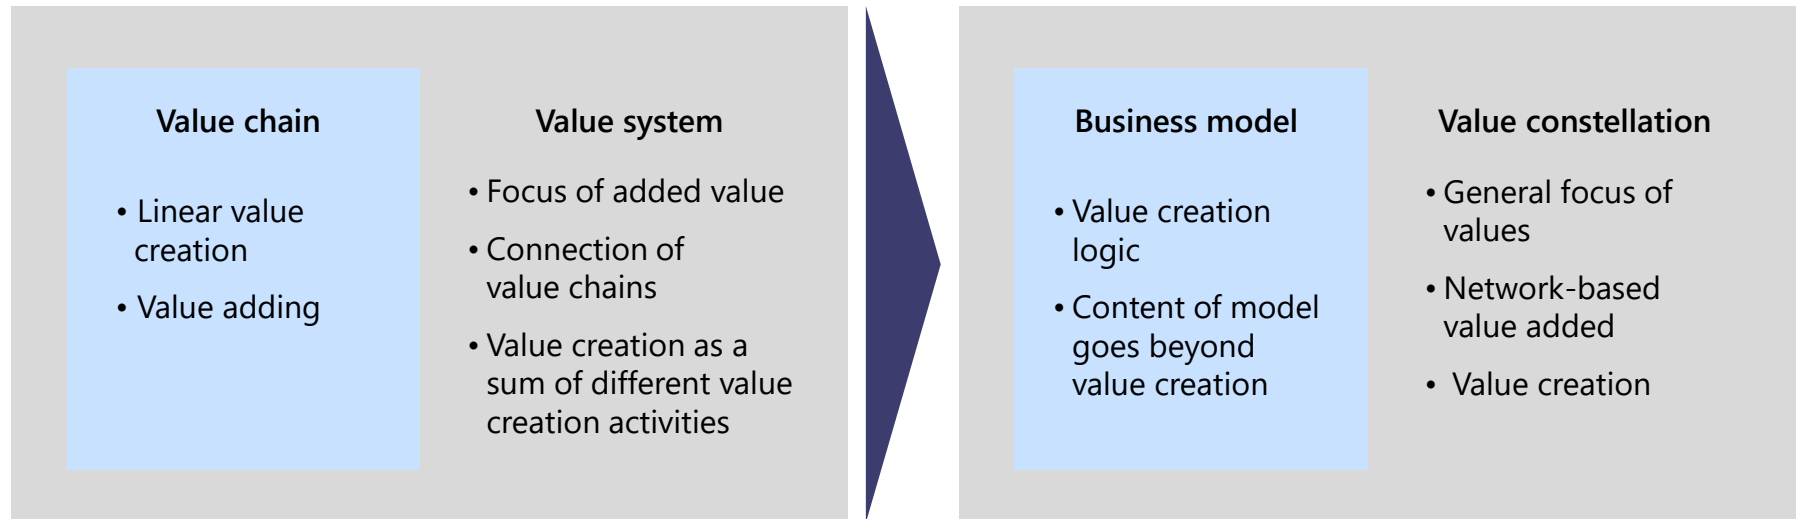 Value chain
• Linear value
creation
• Value adding
Value system
• Focus of added value
• Connection of
value chains
• Value creation as a
sum of different value
creation activities
Business model
• Value creation
logic
• Content of model
goes beyond
value creation
Value constellation
• General focus of
values
• Network-based
value added
• Value creation